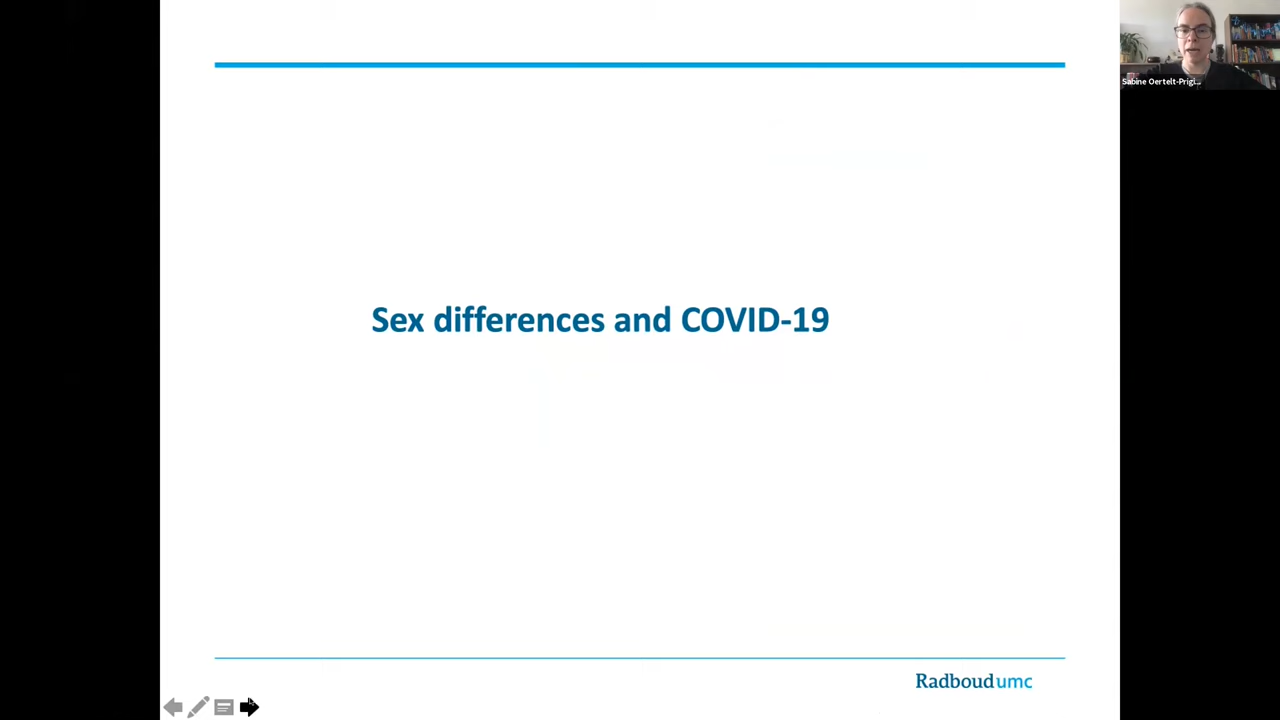 Sabine Oertelt-Prigi...
Sex differences and COVID-19
Radboudumc